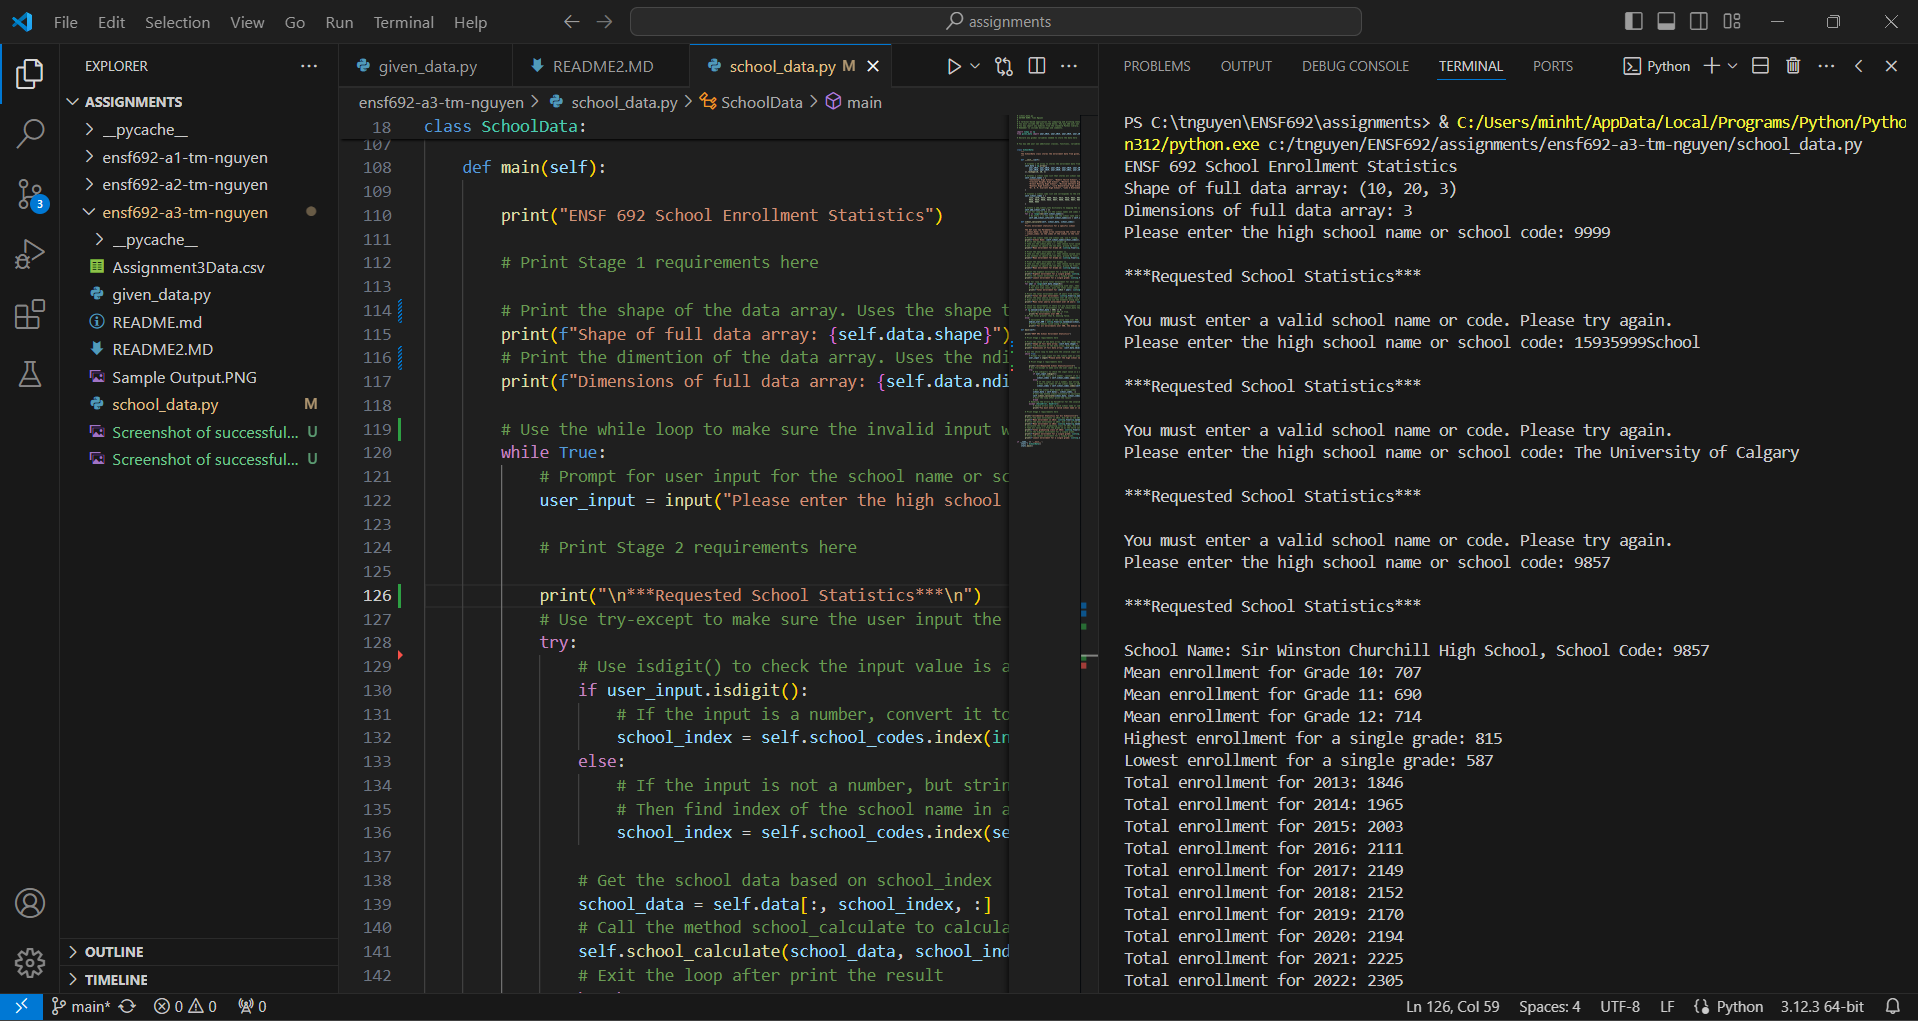 File Edit Selection View Go Run Terminal Help
assignments
EXPLORER
ASSIGNMENTS
__pycache__
ensf692-a1-tm-nguyen
ensf692-a2-tm-nguyen
ensf692-a3-tm-nguyen
__pycache__
Assignment3Data.csv
given_data.py
README.md
README2.MD
Sample Output.PNG
school_data.py M
Screenshot of successful... U
Screenshot of successful... U
OUTLINE
TIMELINE
3
given_data.py
README2.MD
school_data.py M
ensf692-a3-tm-nguyen > school_data.py > SchoolData > main
18 class SchoolData:
107
108 def main(self):
109
110 print("ENSF 692 School Enrollment Statistics")
111
112 # Print Stage 1 requirements here
113
114 # Print the shape of the data array. Uses the shape t
115 print(f"Shape of full data array: {self.data.shape}")
116 # Print the dimention of the data array. Uses the ndi
117 print(f"Dimensions of full data array: {self.data.ndi
118
119 # Use the while loop to make sure the invalid input w
120 while True:
121 # Prompt for user input for the school name or sc
122 user_input = input("Please enter the high school
123
124 # Print Stage 2 requirements here
125
126 print("\n***Requested School Statistics***\n")
127 # Use try-except to make sure the user input the
128 try:
129 # Use isdigit() to check the input value is a
130 if user_input.isdigit():
131 # If the input is a number, convert it to
132 school_index = self.school_codes.index(in
133 else:
134 # If the input is not a number, but strin
135 # Then find index of the school name in a
136 school_index = self.school_codes.index(se
137
138 # Get the school data based on school_index
139 school_data = self.data[:, school_index, :]
140 # Call the method school_calculate to calcula
141 self.school_calculate(school_data, school_ind
142 # Exit the loop after print the result
PROBLEMS OUTPUT DEBUG CONSOLE TERMINAL PORTS
Python
PS C:\tnguyen\ENSF692\assignments> & C:/Users/minht/AppData/Local/Programs/Python/Pytho
n312/python.exe c:/tnguyen/ENSF692/assignments/ensf692-a3-tm-nguyen/school_data.py
ENSF 692 School Enrollment Statistics
Shape of full data array: (10, 20, 3)
Dimensions of full data array: 3
Please enter the high school name or school code: 9999
***Requested School Statistics***
You must enter a valid school name or code. Please try again.
Please enter the high school name or school code: 15935999School
***Requested School Statistics***
You must enter a valid school name or code. Please try again.
Please enter the high school name or school code: The University of Calgary
***Requested School Statistics***
You must enter a valid school name or code. Please try again.
Please enter the high school name or school code: 9857
***Requested School Statistics***
School Name: Sir Winston Churchill High School, School Code: 9857
Mean enrollment for Grade 10: 707
Mean enrollment for Grade 11: 690
Mean enrollment for Grade 12: 714
Highest enrollment for a single grade: 815
Lowest enrollment for a single grade: 587
Total enrollment for 2013: 1846
Total enrollment for 2014: 1965
Total enrollment for 2015: 2003
Total enrollment for 2016: 2111
Total enrollment for 2017: 2149
Total enrollment for 2018: 2152
Total enrollment for 2019: 2170
Total enrollment for 2020: 2194
Total enrollment for 2021: 2225
Total enrollment for 2022: 2305
main* 0 0 0
Ln 126, Col 59 Spaces: 4 UTF-8 LF Python 3.12.3 64-bit